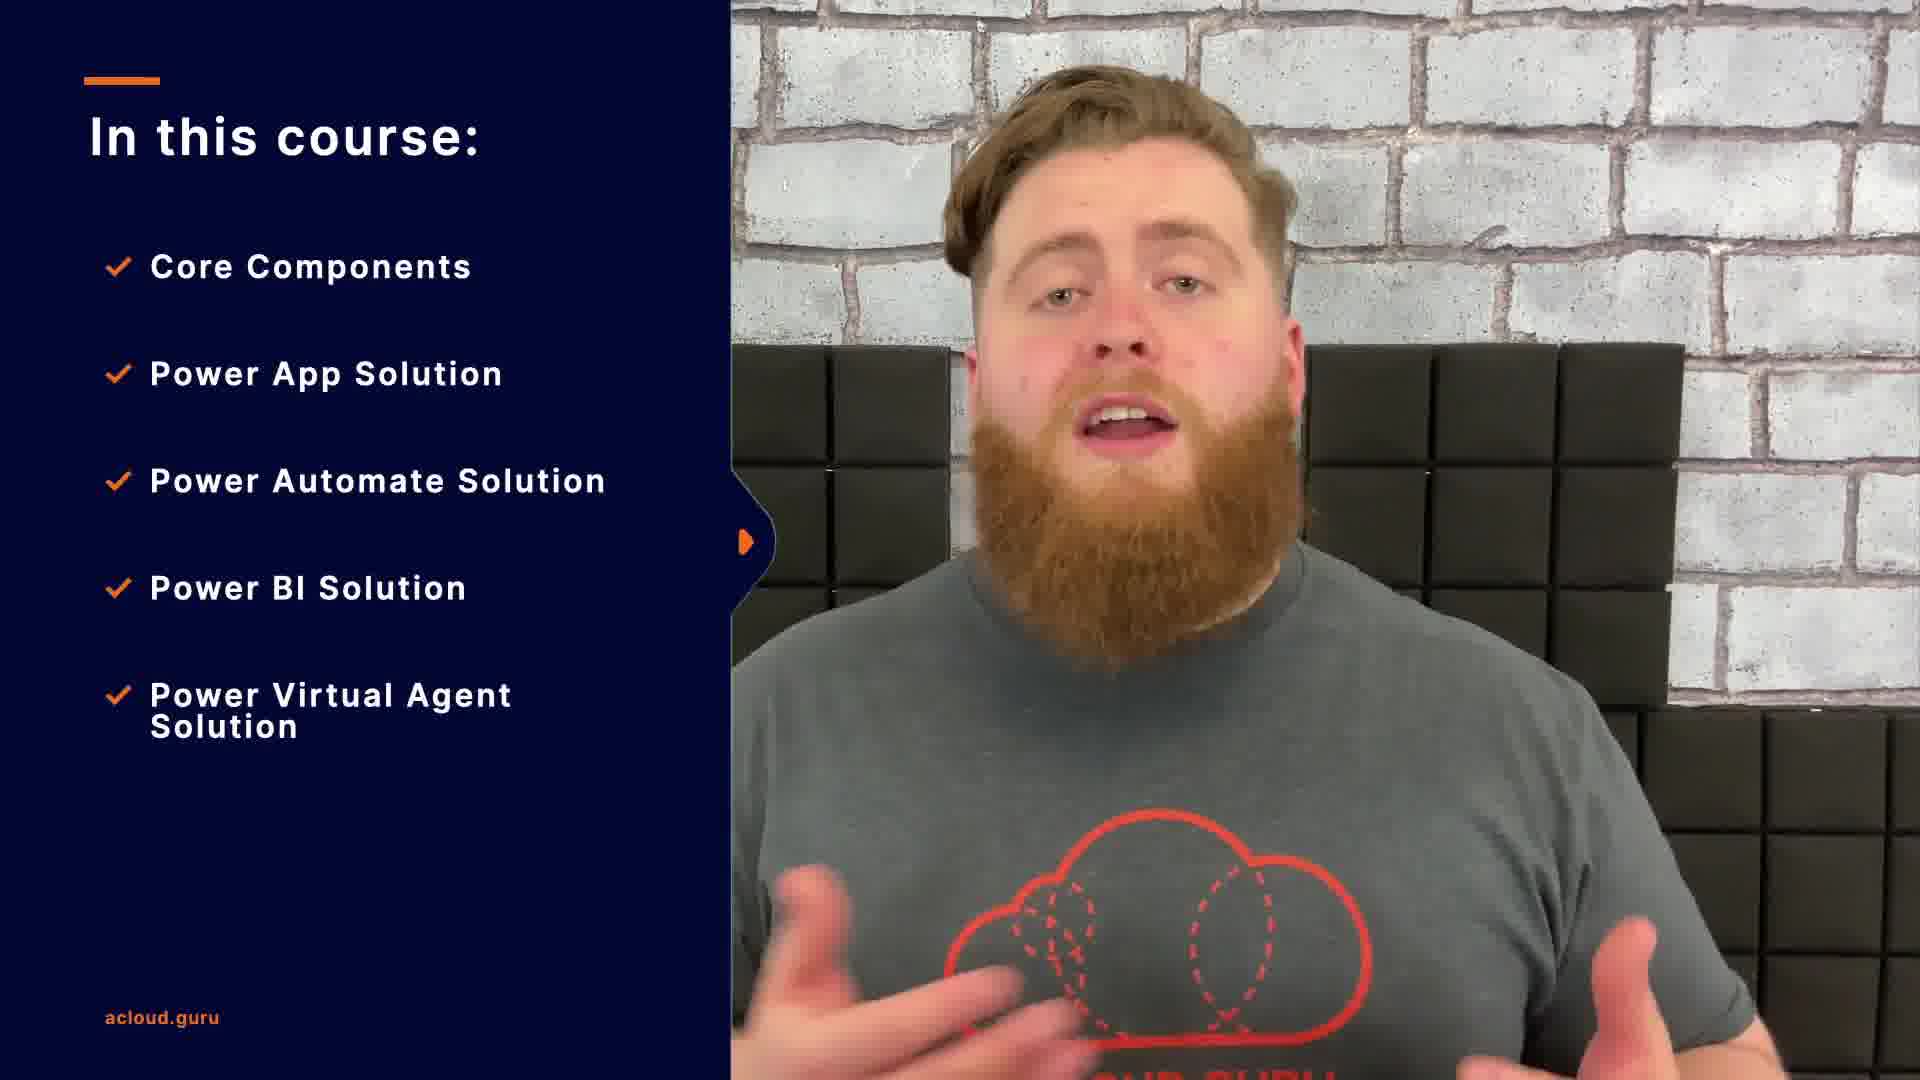 In this course:
Core Components
Power App Solution
Power Automate Solution
Power BI Solution
Power Virtual Agent
Solution
acloud.guru